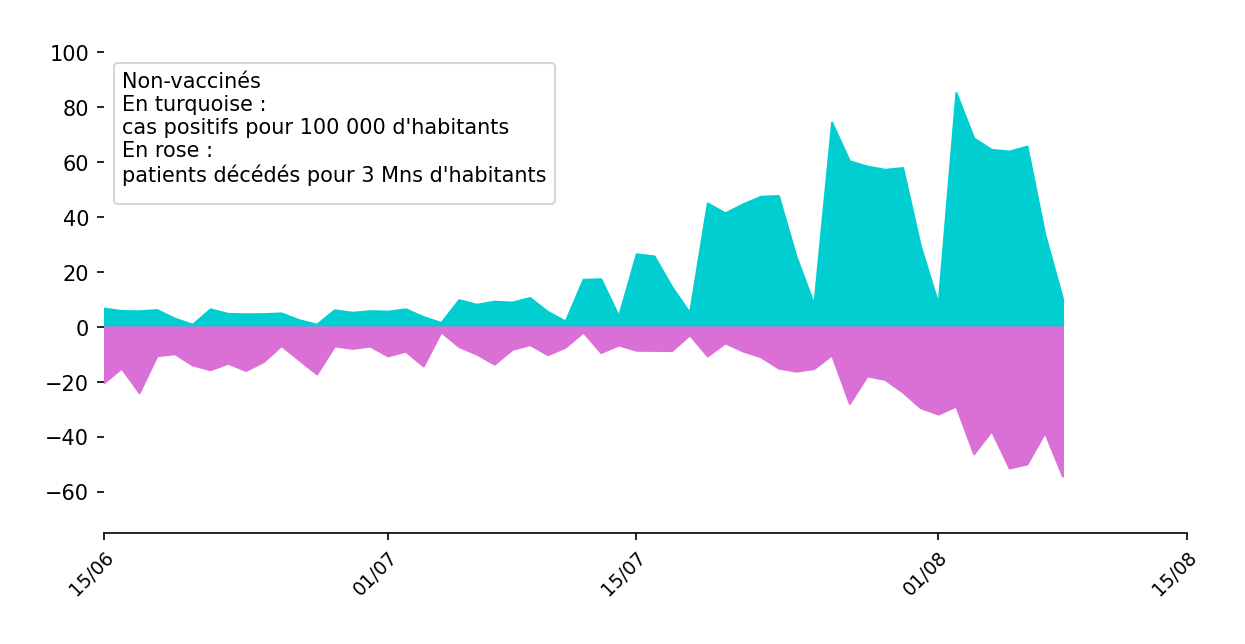 100
80
60
40
20
0
−20
−40
−60
Non-vaccinés
En turquoise :
cas positifs pour 100 000 d'habitants
En rose :
patients décédés pour 3 Mns d'habitants
15/06
01/07
15/07
01/08
15/08